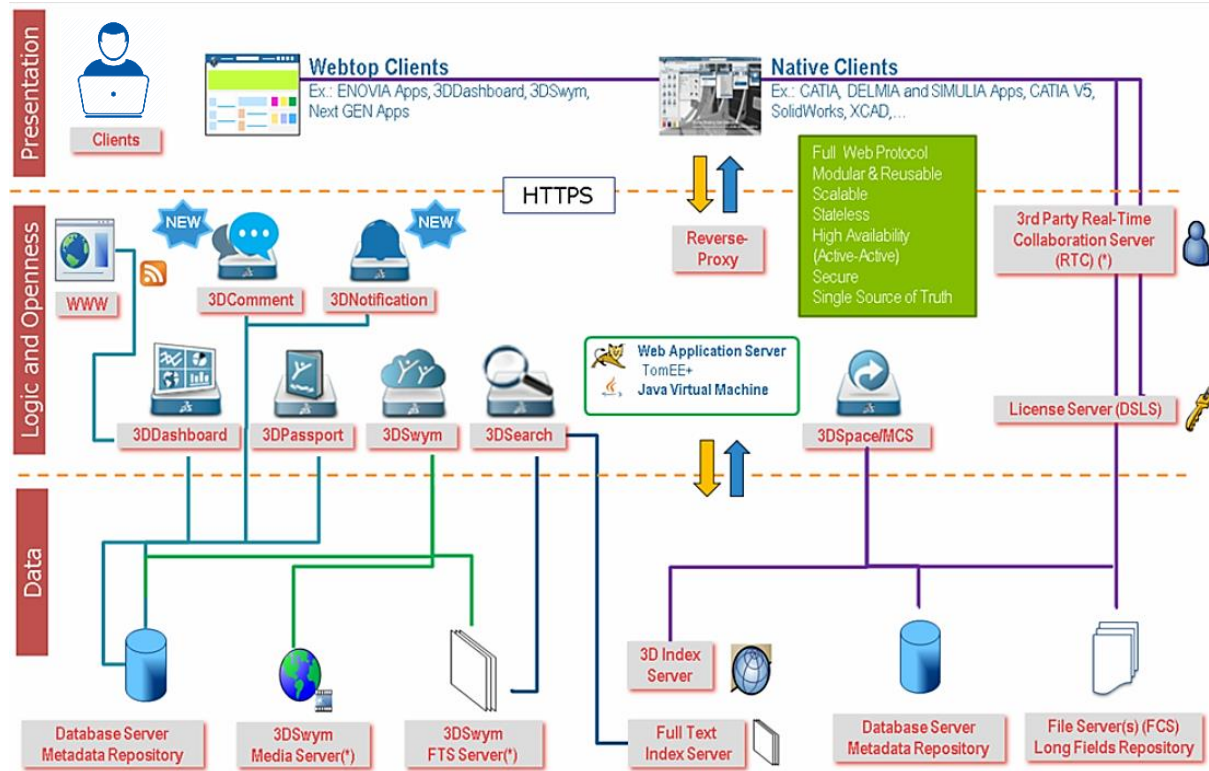 Presentation
Clients
Webtop Clients
Ex.: ENOVIA Apps, 3DDashboard, 3DSwym,
Next GEN Apps
Native Clients
Ex.: CATIA, DELMIA and SIMULIA Apps, CATIA V5,
SolidWorks, XCAD,...
Full Web Protocol
Modular & Reusable
Scalable
Stateless
High Availability
(Active-Active)
Secure
Single Source of Truth
HTTPS
Logic and Openness
WWW
NEW
3DComment
NEW
3DNotification
Reverse-
Proxy
3rd Party Real-Time
Collaboration Server
(RTC) (*)
3DDashboard
3DPassport
3DSwym
3DSearch
Web Application Server
TomEE+
Java Virtual Machine
3DSpace/MCS
License Server (DSLS)
Data
Database Server
Metadata Repository
3DSwym
Media Server(*)
3DSwym
FTS Server(*)
3D Index
Server
Full Text
Index Server
Database Server
Metadata Repository
File Server(s) (FCS)
Long Fields Repository